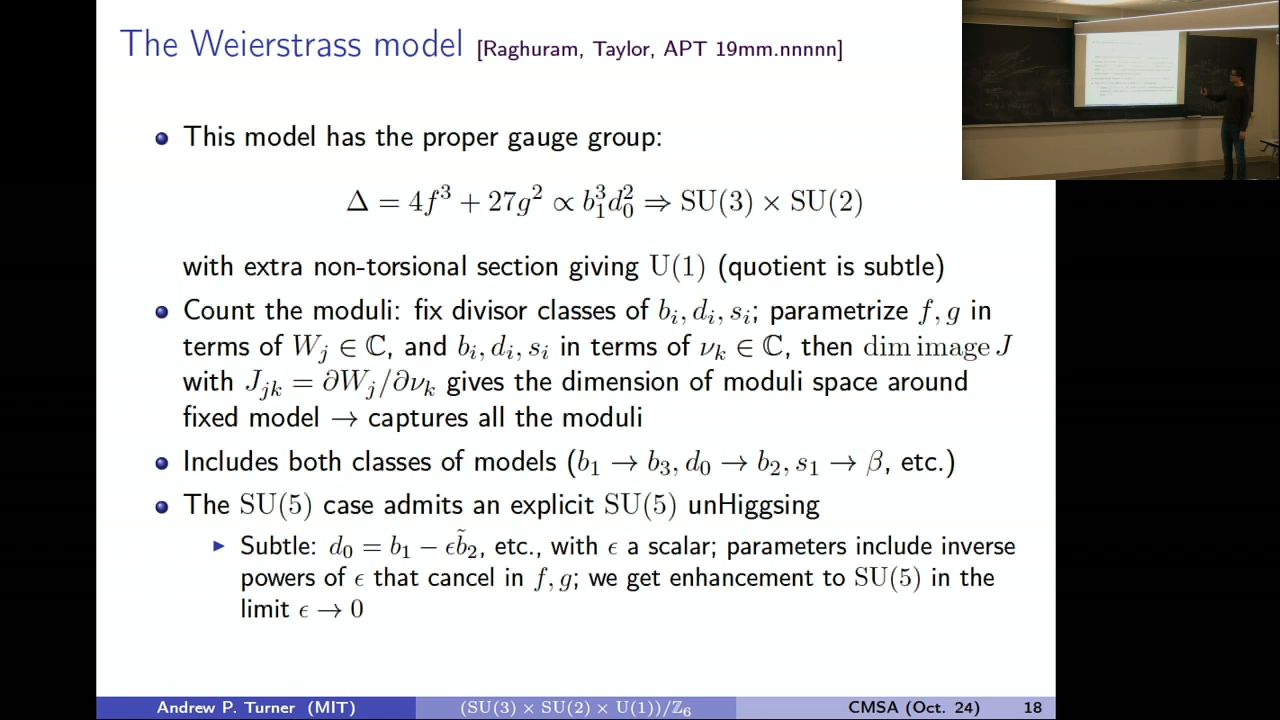 The Weierstrass model [Raghuram, Taylor, APT 19mm.nnnnn]
• This model has the proper gauge group:
Δ = 4f³ + 27g² ∝ b₁³d₀² ⇒ SU(3) × SU(2)
with extra non-torsional section giving U(1) (quotient is subtle)
• Count the moduli: fix divisor classes of bᵢ, dᵢ, sᵢ; parametrize f, g in
terms of Wⱼ ∈ ℂ, and bᵢ, dᵢ, sᵢ in terms of νₖ ∈ ℂ, then dim image J
with Jⱼₖ = ∂Wⱼ/∂νₖ gives the dimension of moduli space around
fixed model → captures all the moduli
• Includes both classes of models (b₁ → b₃, d₀ → b₂, s₁ → β, etc.)
• The SU(5) case admits an explicit SU(5) unHiggsing
▶ Subtle: d₀ = b₁ − ϵb̃₂, etc., with ϵ a scalar; parameters include inverse
powers of ϵ that cancel in f, g; we get enhancement to SU(5) in the
limit ϵ → 0
Andrew P. Turner (MIT) (SU(3) × SU(2) × U(1))/ℤ₆ CMSA (Oct. 24) 18